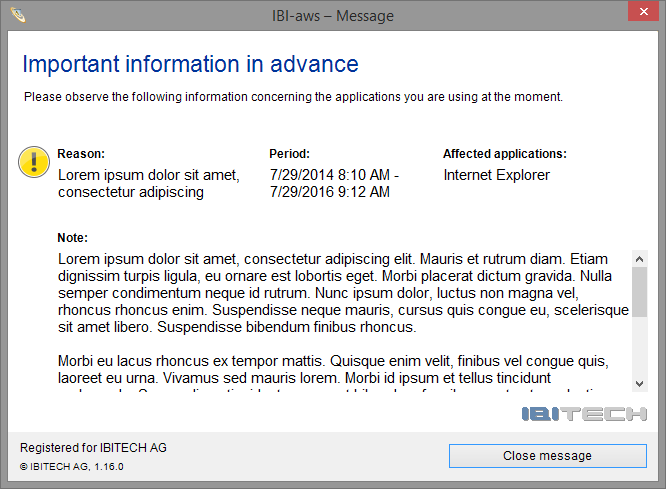 IBI-aws – Message
Important information in advance
Please observe the following information concerning the applications you are using at the moment.
Reason:
Lorem ipsum dolor sit amet,
consectetur adipiscing
Period:
7/29/2014 8:10 AM -
7/29/2016 9:12 AM
Affected applications:
Internet Explorer
Note:
Lorem ipsum dolor sit amet, consectetur adipiscing elit. Mauris et rutrum diam. Etiam
dignissim turpis ligula, eu ornare est lobortis eget. Morbi placerat dictum gravida. Nulla
semper condimentum neque id rutrum. Nunc ipsum dolor, luctus non magna vel,
rhoncus rhoncus enim. Suspendisse neque mauris, cursus quis congue eu, scelerisque
sit amet libero. Suspendisse bibendum finibus rhoncus.
Morbi eu lacus rhoncus ex tempor mattis. Quisque enim velit, finibus vel congue quis,
laoreet eu urna. Vivamus sed mauris lorem. Morbi id ipsum et tellus tincidunt
IBITECH
Registered for IBITECH AG
© IBITECH AG, 1.16.0
Close message